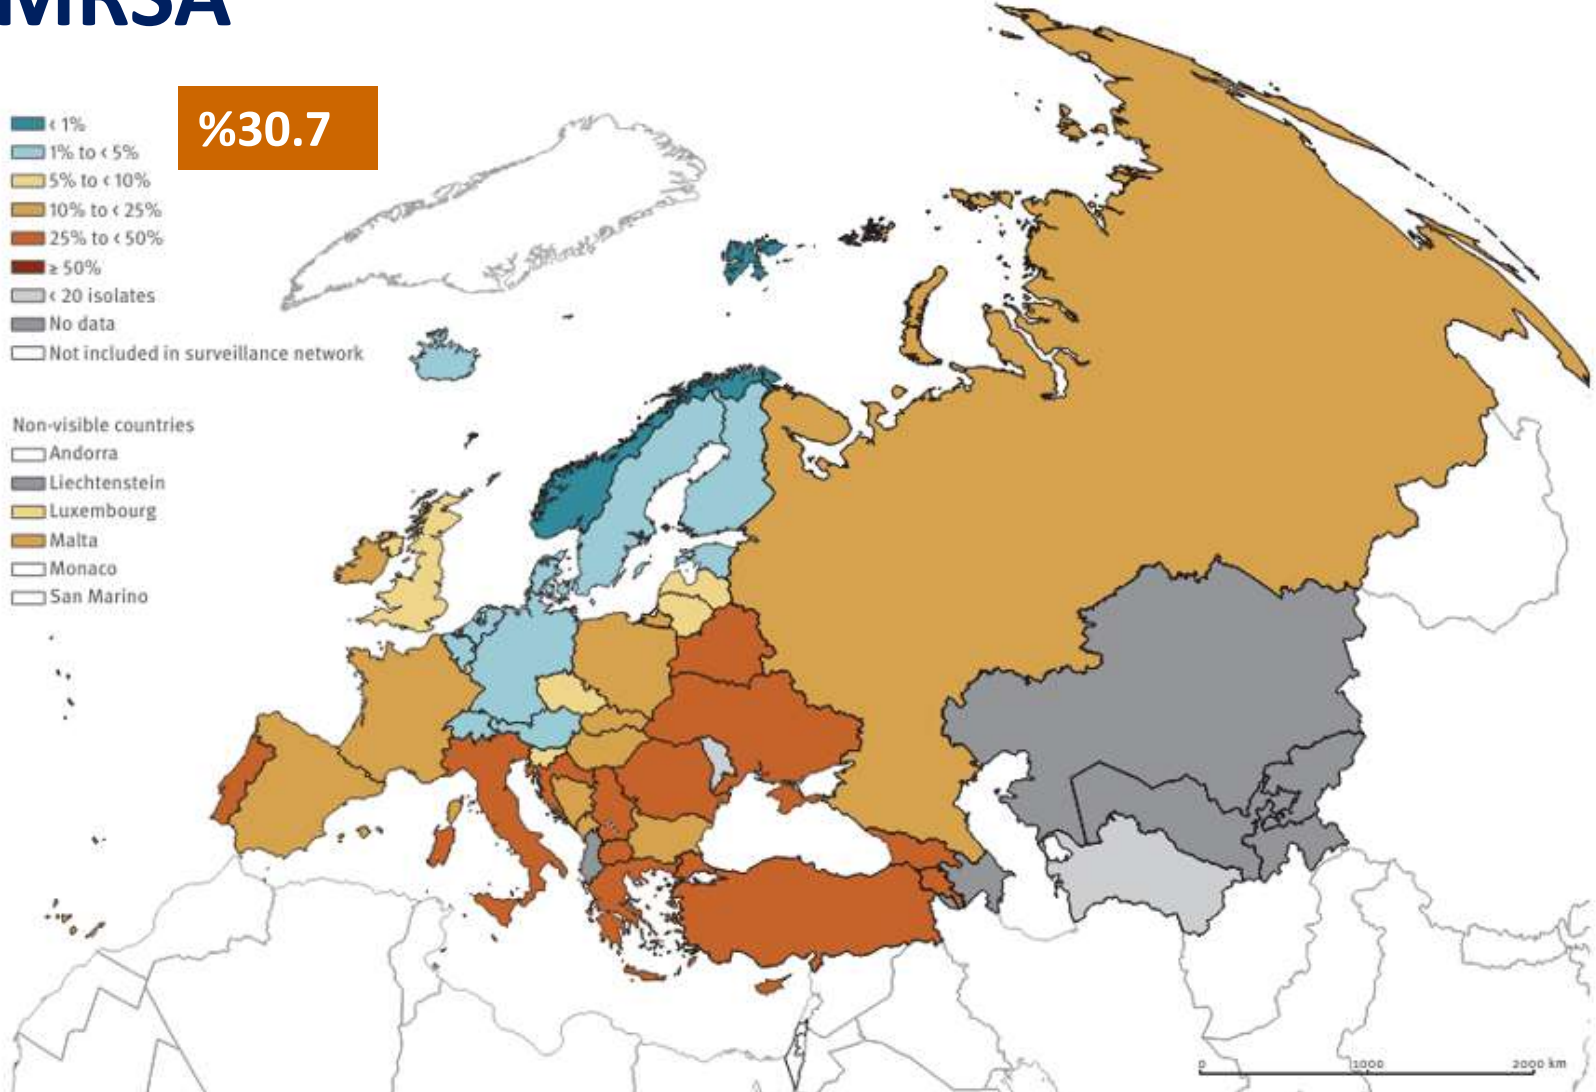 MRSA
%30.7
< 1%
1% to < 5%
5% to < 10%
10% to < 25%
25% to < 50%
≥ 50%
< 20 isolates
No data
Not included in surveillance network
Non-visible countries
Andorra
Liechtenstein
Luxembourg
Malta
Monaco
San Marino
0 1000 2000 km